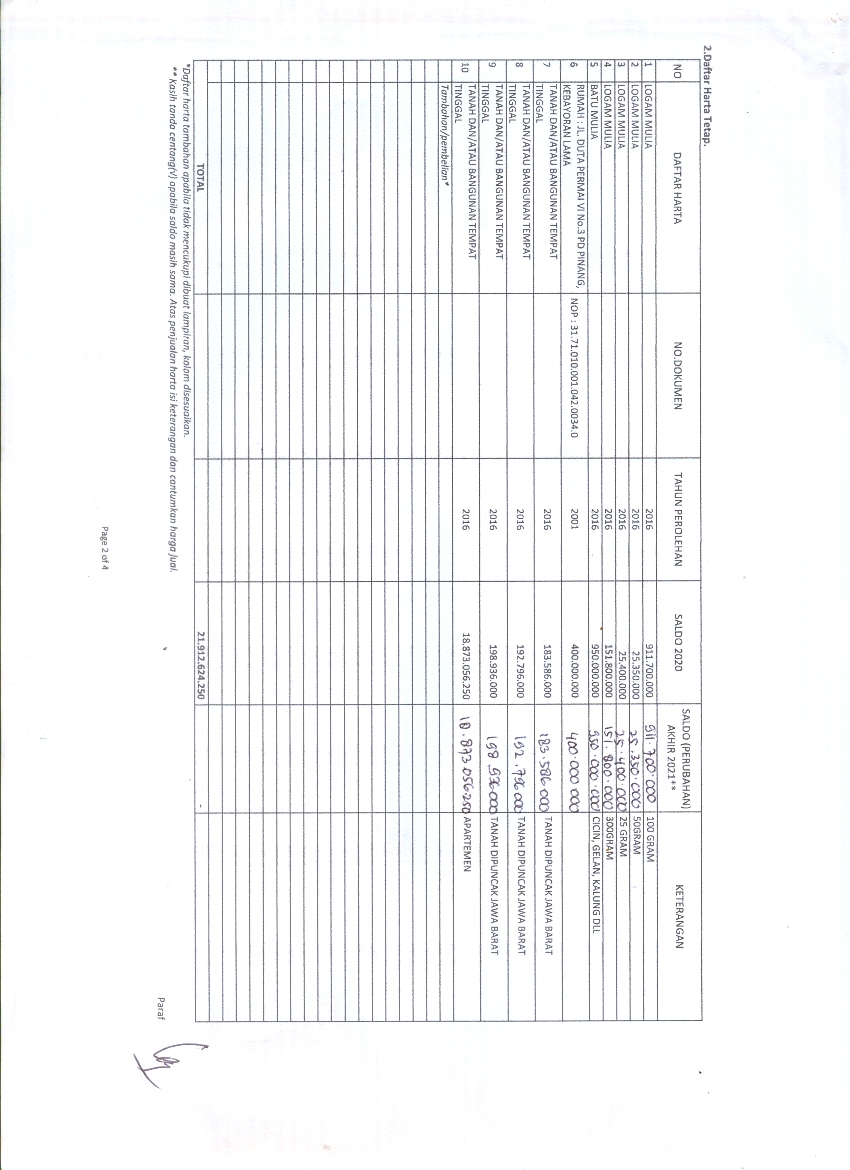 2.Daftar Harta Tetap.
NO DAFTAR HARTA NO.DOKUMEN TAHUN PEROLEHAN SALDO 2020 SALDO (PERUBAHAN) AKHIR 2021** KETERANGAN
1 LOGAM MULIA 2016 911.700.000 911.700.000 100 GRAM
2 LOGAM MULIA 2016 25.350.000 25.350.000 50GRAM
3 LOGAM MULIA 2016 25.400.000 25.400.000 25 GRAM
4 LOGAM MULIA 2016 151.800.000 151.800.000 300GRAM
5 BATU MULIA 2016 950.000.000 950.000.000 CICIN, GELAN, KALUNG DLL
6 RUMAH : JL. DUTA PERMAI VI No.3 PD PINANG, NOP : 31.71.010.001.042.0034.0 2001 400.000.000 400.000.000
KEBAYORAN LAMA
7 TANAH DAN/ATAU BANGUNAN TEMPAT 2016 183.586.000 183.586.000 TANAH DIPUNCAK JAWA BARAT
TINGGAL
8 TANAH DAN/ATAU BANGUNAN TEMPAT 2016 192.796.000 192.796.000 TANAH DIPUNCAK JAWA BARAT
TINGGAL
9 TANAH DAN/ATAU BANGUNAN TEMPAT 2016 198.936.000 198 936000 TANAH DIPUNCAK JAWA BARAT
TINGGAL
10 TANAH DAN/ATAU BANGUNAN TEMPAT 2016 18.873.056.250 18.873.056.250 APARTEMEN
TINGGAL
Tambahan/pembelian*
TOTAL 21.912.624.250 -
*Daftar harta tambahan apabila tidak mencukupi dibuat lampiran, kolom disesuaikan.
** Kasih tanda centang(√) apabila saldo masih sama. Atas penjualan harta isi keterangan dan cantumkan harga jual.
Paraf
Page 2 of 4